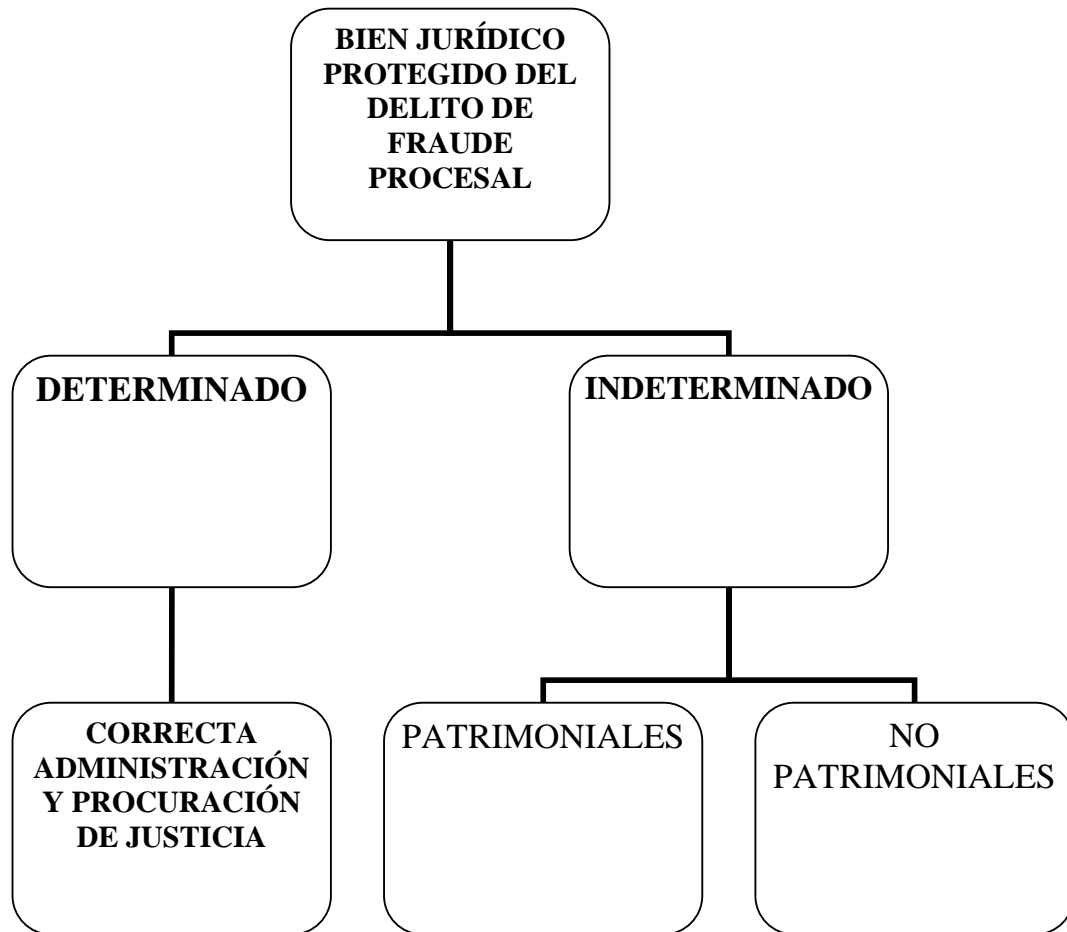 BIEN JURÍDICO
PROTEGIDO DEL
DELITO DE
FRAUDE
PROCESAL
DETERMINADO
INDETERMINADO
CORRECTA
ADMINISTRACIÓN
Y PROCURACIÓN
DE JUSTICIA
PATRIMONIALES
NO
PATRIMONIALES